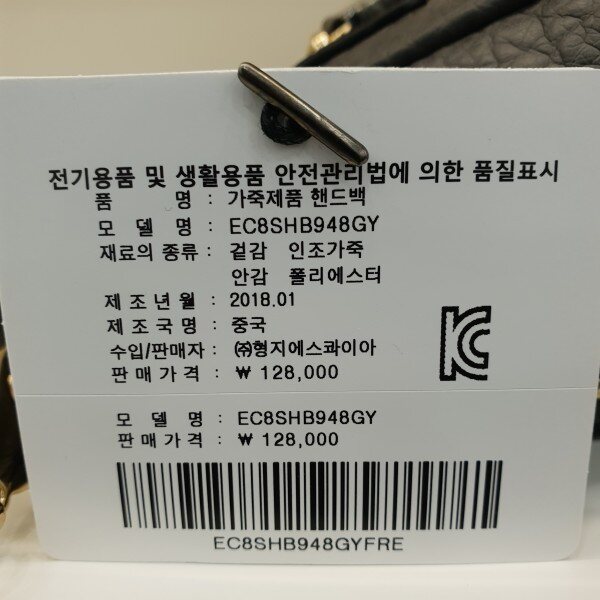 전기용품 및 생활용품 안전관리법에 의한 품질표시
품 명 : 가죽제품 핸드백
모 델 명 : EC8SHB948GY
재료의 종류 : 겉감 인조가죽
안감 폴리에스터
제 조 년 월 : 2018.01
제 조 국 명 : 중국
수입/판매자 : ㈜형지에스콰이아
판 매 가 격 : ₩ 128,000
KC
모 델 명 : EC8SHB948GY
판 매 가 격 : ₩ 128,000
EC8SHB948GYFRE